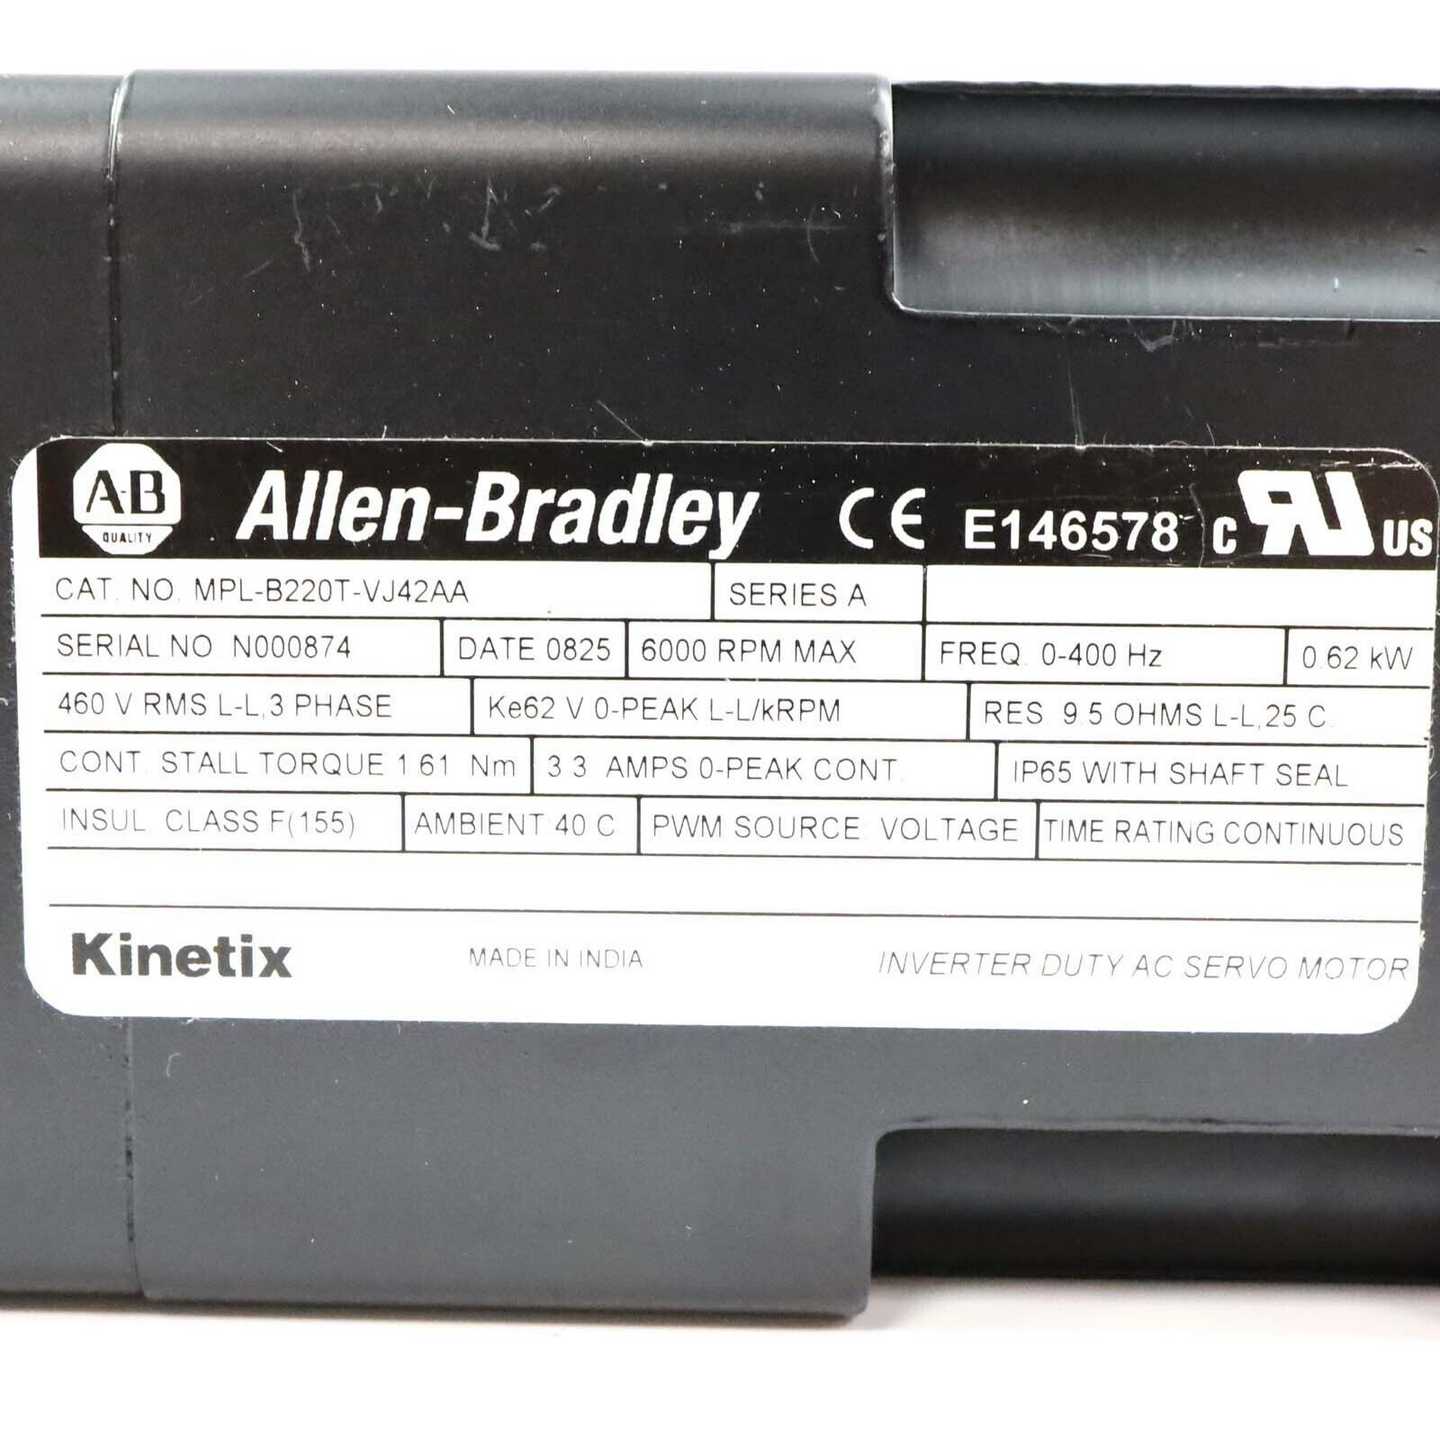 A-B QUALITY Allen-Bradley CE E146578 c RU US
CAT. NO. MPL-B220T-VJ42AA SERIES A
SERIAL NO N000874 DATE 0825 6000 RPM MAX FREQ. 0-400 Hz 0.62 kW
460 V RMS L-L,3 PHASE Ke62 V 0-PEAK L-L/kRPM RES 9.5 OHMS L-L,25 C.
CONT. STALL TORQUE 1 61 Nm 3 3 AMPS 0-PEAK CONT. IP65 WITH SHAFT SEAL
INSUL CLASS F(155) AMBIENT 40 C PWM SOURCE VOLTAGE TIME RATING CONTINUOUS
Kinetix MADE IN INDIA INVERTER DUTY AC SERVO MOTOR